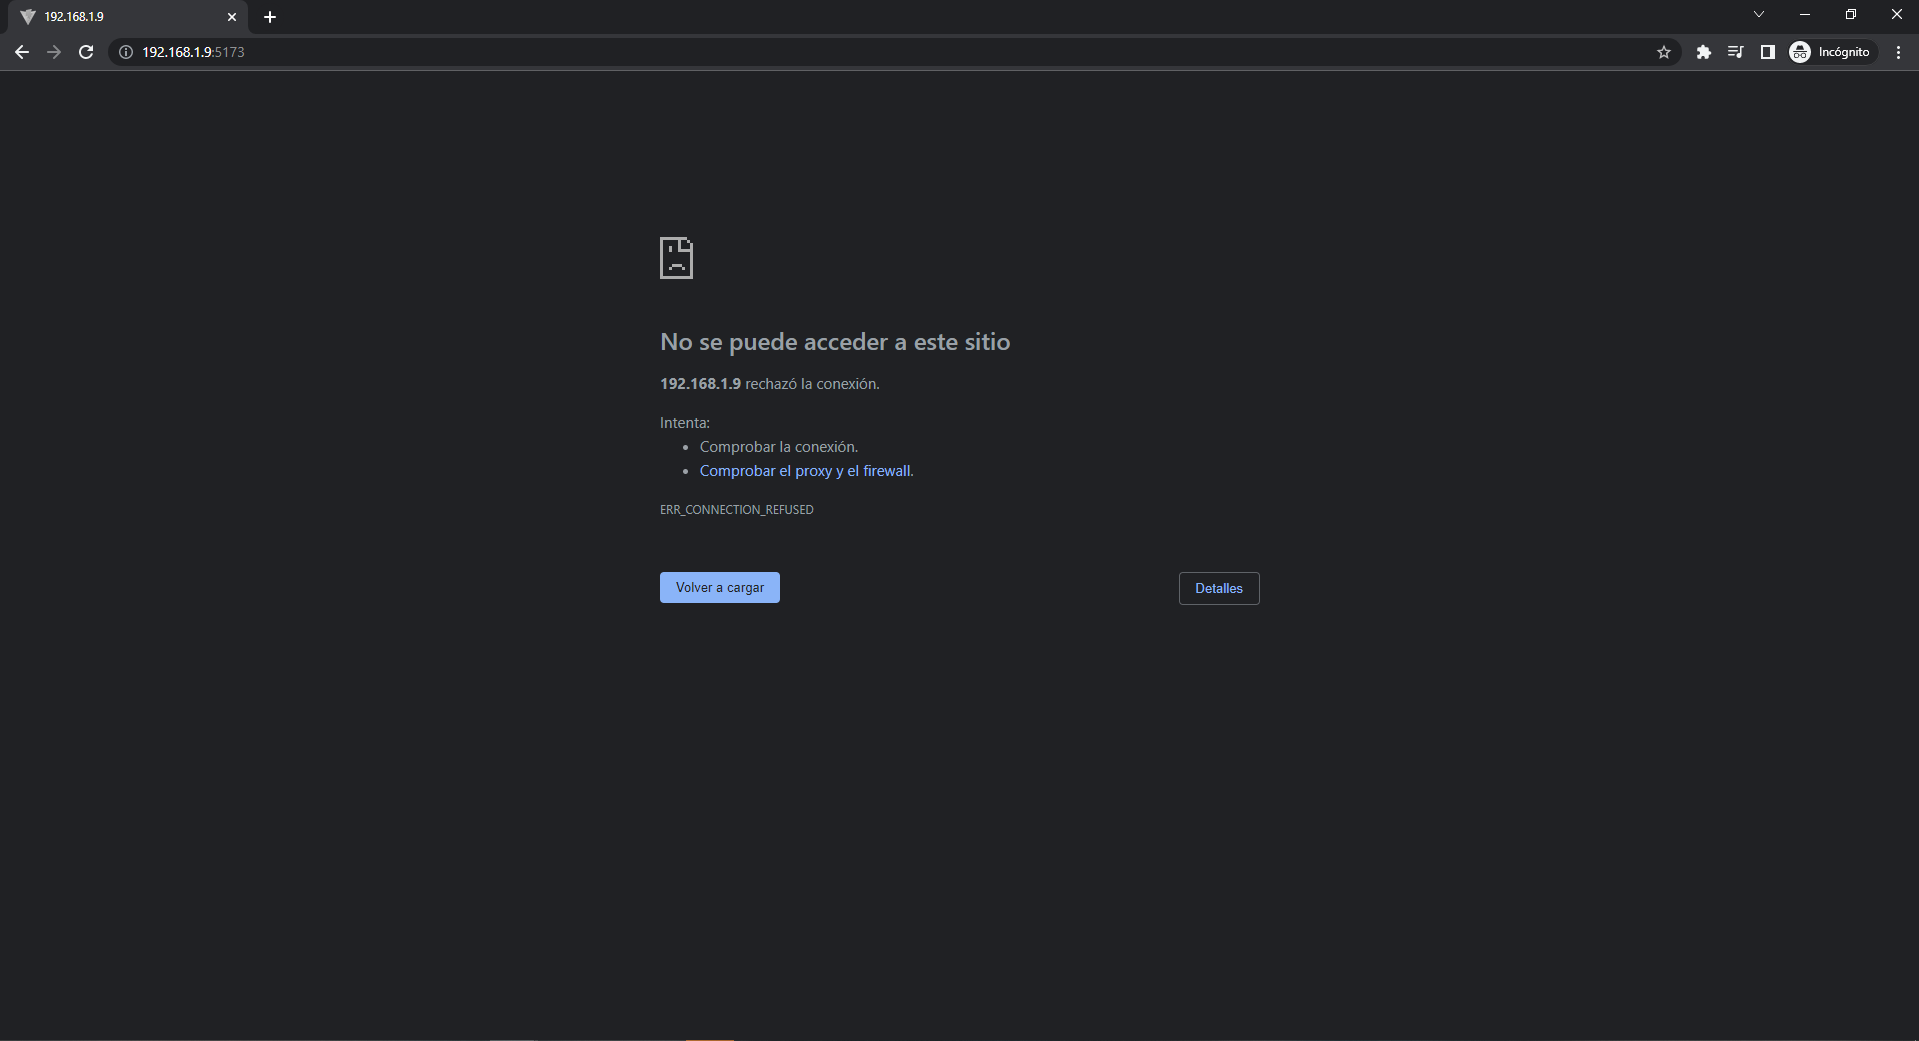 192.168.1.9
192.168.1.9:5173
Incógnito
No se puede acceder a este sitio
192.168.1.9 rechazó la conexión.
Intenta:
Comprobar la conexión.
Comprobar el proxy y el firewall.
ERR_CONNECTION_REFUSED
Volver a cargar
Detalles